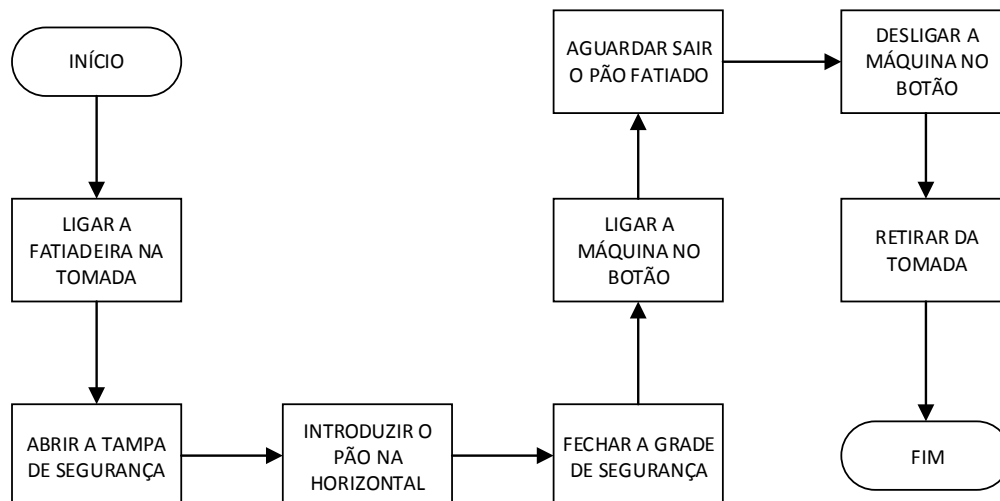 INÍCIO
LIGAR A
FATIADEIRA NA
TOMADA
ABRIR A TAMPA
DE SEGURANÇA
INTRODUZIR O
PÃO NA
HORIZONTAL
FECHAR A GRADE
DE SEGURANÇA
LIGAR A
MÁQUINA NO
BOTÃO
AGUARDAR SAIR
O PÃO FATIADO
DESLIGAR A
MÁQUINA NO
BOTÃO
RETIRAR DA
TOMADA
FIM